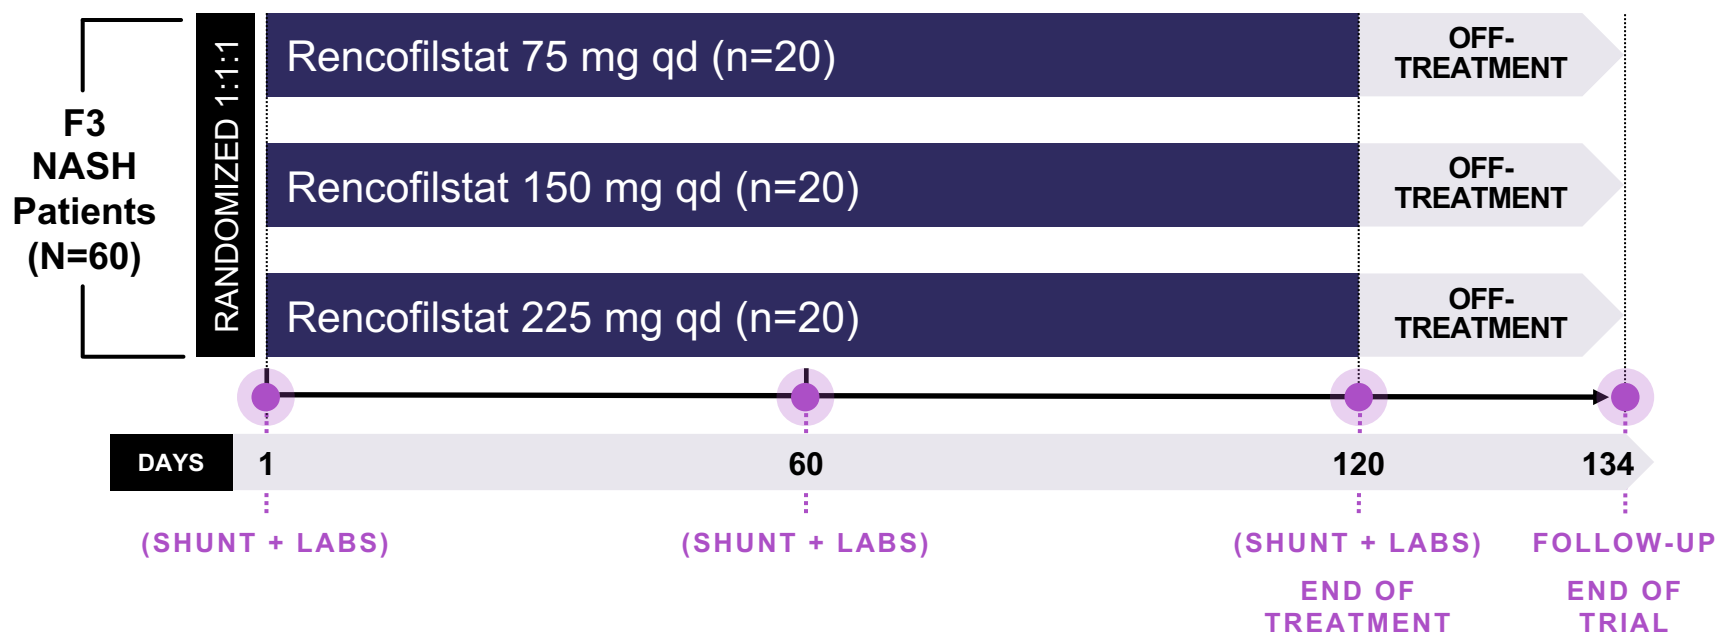 F3
NASH
Patients
(N=60)
RANDOMIZED 1:1:1
Rencofilstat 75 mg qd (n=20)
OFF-
TREATMENT
Rencofilstat 150 mg qd (n=20)
OFF-
TREATMENT
Rencofilstat 225 mg qd (n=20)
OFF-
TREATMENT
DAYS 1 60 120 134
(SHUNT + LABS) (SHUNT + LABS) (SHUNT + LABS) FOLLOW-UP
END OF
TREATMENT
END OF
TRIAL